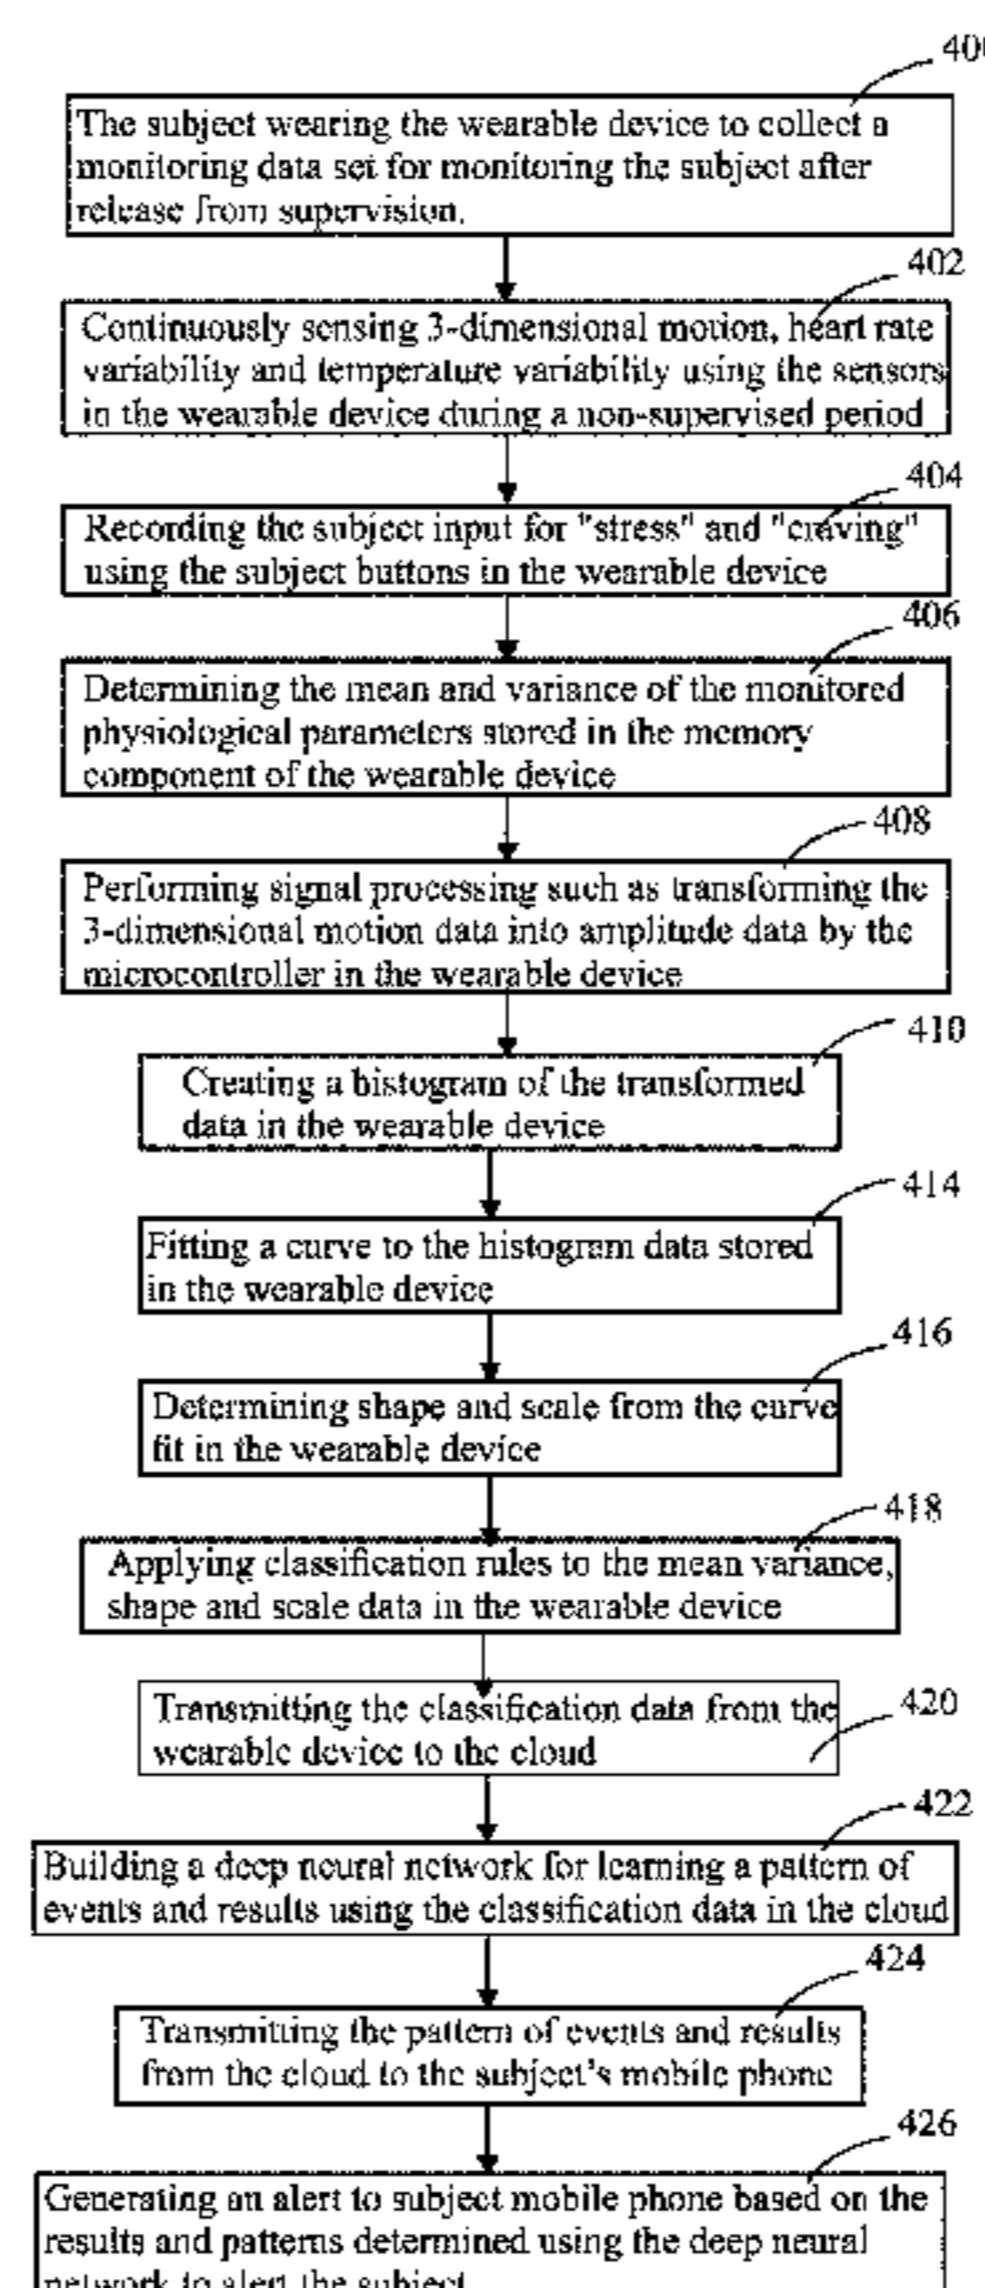 400
The subject wearing the wearable device to collect a
monitoring data set for monitoring the subject after
release from supervision.
402
Continuously sensing 3-dimensional motion, heart rate
variability and temperature variability using the sensors
in the wearable device during a non-supervised period
404
Recording the subject input for "stress" and "craving"
using the subject buttons in the wearable device
406
Determining the mean and variance of the monitored
physiological parameters stored in the memory
component of the wearable device
408
Performing signal processing such as transforming the
3-dimensional motion data into amplitude data by the
microcontroller in the wearable device
410
Creating a histogram of the transformed
data in the wearable device
414
Fitting a curve to the histogram data stored
in the wearable device
416
Determining shape and scale from the curve
fit in the wearable device
418
Applying classification rules to the mean variance,
shape and scale data in the wearable device
Transmitting the classification data from the
wearable device to the cloud
420
422
Building a deep neural network for learning a pattern of
events and results using the classification data in the cloud
424
Transmitting the pattern of events and results
from the cloud to the subject's mobile phone
426
Generating an alert to subject mobile phone based on the
results and patterns determined using the deep neural
network to alert the subject